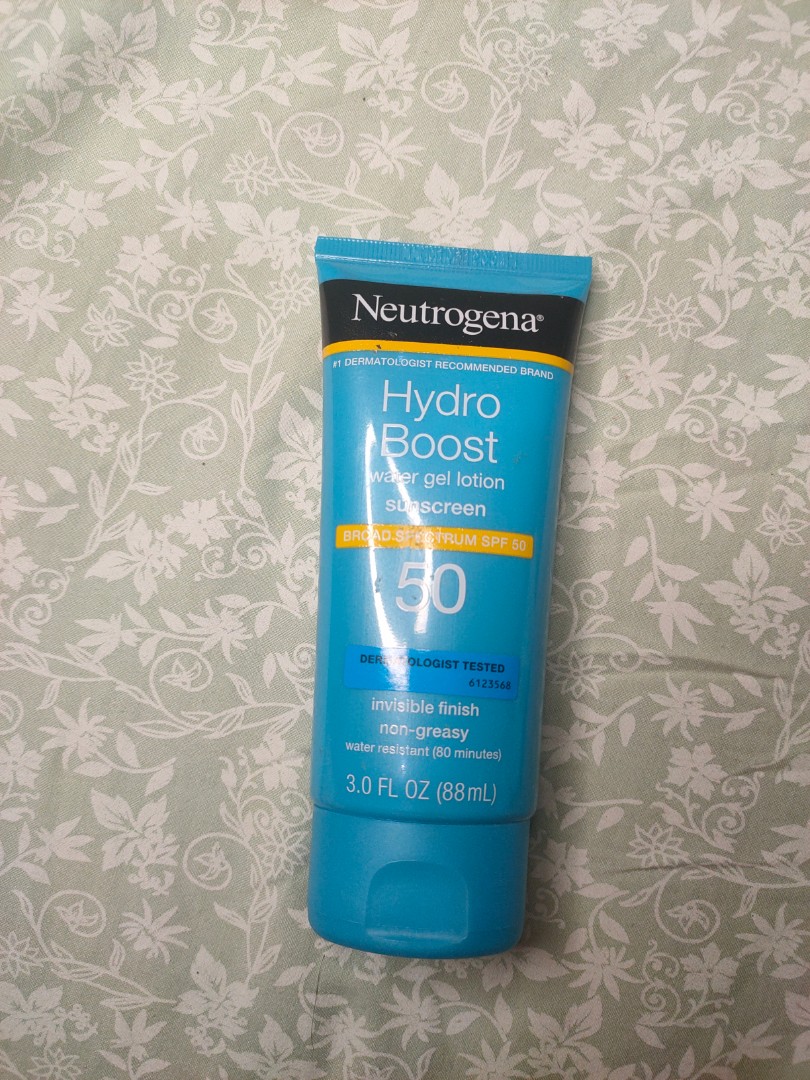 Neutrogena®
#1 DERMATOLOGIST RECOMMENDED BRAND
Hydro
Boost
water gel lotion
sunscreen
BROAD SPECTRUM SPF 50
50
DERMATOLOGIST TESTED
6123568
invisible finish
non-greasy
water resistant (80 minutes)
3.0 FL OZ (88mL)